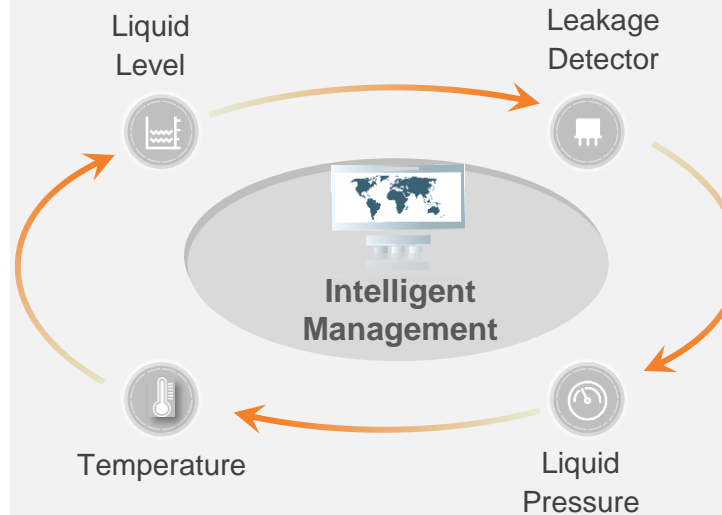 Liquid
Level
Leakage
Detector
Intelligent
Management
Temperature
Liquid
Pressure